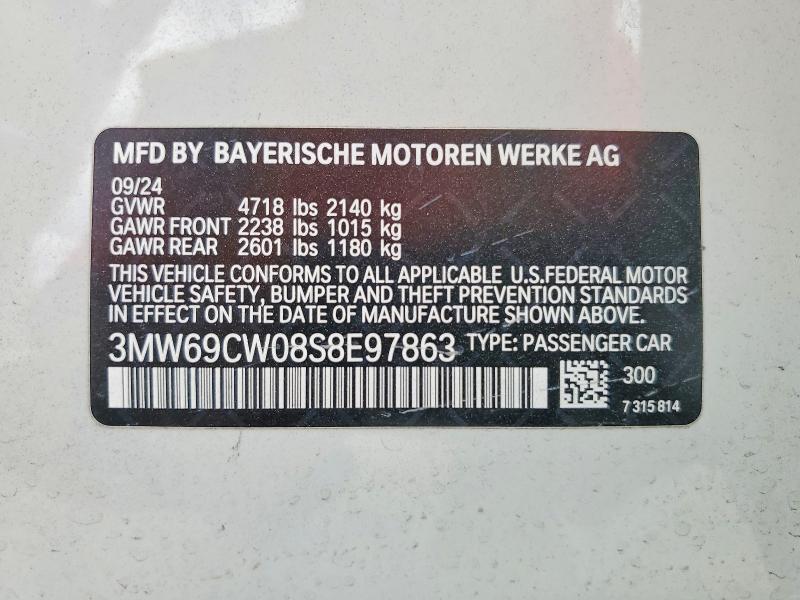 MFD BY BAYERISCHE MOTOREN WERKE AG
09/24
GVWR 4718 lbs 2140 kg
GAWR FRONT 2238 lbs 1015 kg
GAWR REAR 2601 lbs 1180 kg
THIS VEHICLE CONFORMS TO ALL APPLICABLE U.S.FEDERAL MOTOR
VEHICLE SAFETY, BUMPER AND THEFT PREVENTION STANDARDS
IN EFFECT ON THE DATE OF MANUFACTURE SHOWN ABOVE.
3MW69CW08S8E97863 TYPE: PASSENGER CAR
300
7 315 814